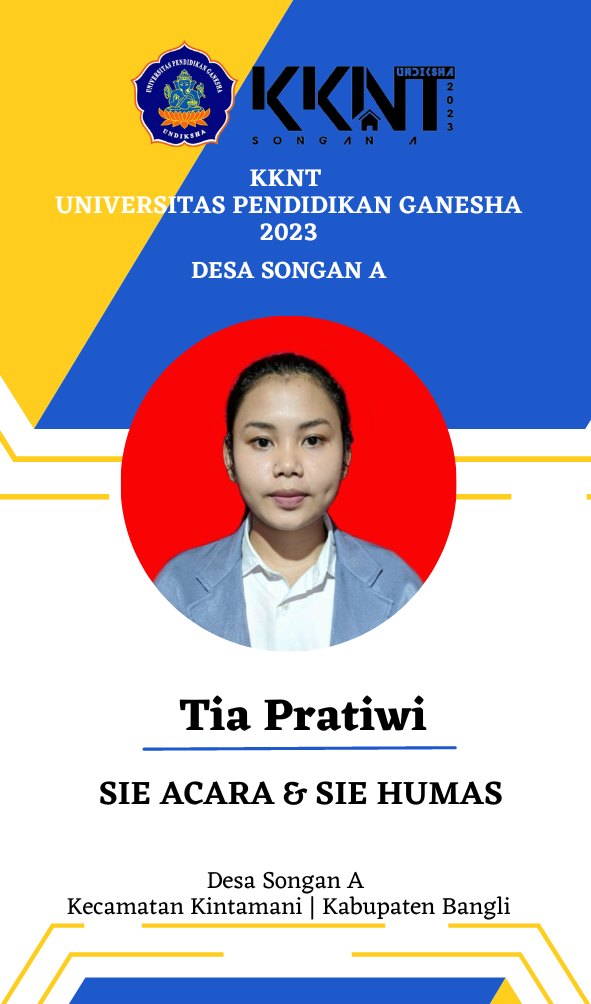 UNIVERSITAS PENDIDIKAN GANESHA
UNDIKSHA
KKNT
UNDIKSHA
2023
SONGAN A
KKNT
UNIVERSITAS PENDIDIKAN GANESHA
2023
DESA SONGAN A
Tia Pratiwi
SIE ACARA & SIE HUMAS
Desa Songan A
Kecamatan Kintamani | Kabupaten Bangli